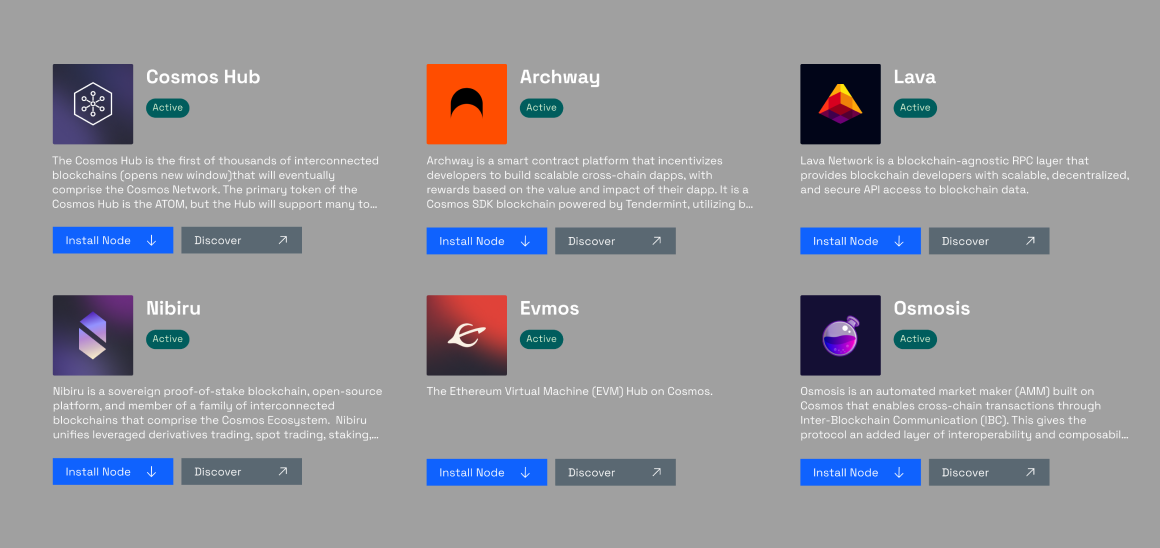 Cosmos Hub
Active
The Cosmos Hub is the first of thousands of interconnected
blockchains (opens new window)that will eventually
comprise the Cosmos Network. The primary token of the
Cosmos Hub is the ATOM, but the Hub will support many to...
Install Node
Discover
Archway
Active
Archway is a smart contract platform that incentivizes
developers to build scalable cross-chain dapps, with
rewards based on the value and impact of their dapp. It is a
Cosmos SDK blockchain powered by Tendermint, utilizing b...
Install Node
Discover
Lava
Active
Lava Network is a blockchain-agnostic RPC layer that
provides blockchain developers with scalable, decentralized,
and secure API access to blockchain data.
Install Node
Discover
Nibiru
Active
Nibiru is a sovereign proof-of-stake blockchain, open-source
platform, and member of a family of interconnected
blockchains that comprise the Cosmos Ecosystem. Nibiru
unifies leveraged derivatives trading, spot trading, staking,...
Install Node
Discover
Evmos
Active
The Ethereum Virtual Machine (EVM) Hub on Cosmos.
Install Node
Discover
Osmosis
Active
Osmosis is an automated market maker (AMM) built on
Cosmos that enables cross-chain transactions through
Inter-Blockchain Communication (IBC). This gives the
protocol an added layer of interoperability and composabil...
Install Node
Discover